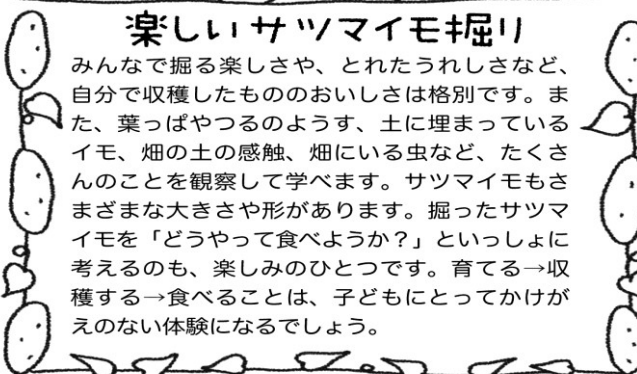 楽しいサツマイモ掘り
みんなで掘る楽しさや、とれたうれしさなど、
自分で収穫したもののおいしさは格別です。ま
た、葉っぱやつるのようす、土に埋まっている
イモ、畑の土の感触、畑にいる虫など、たくさ
んのことを観察して学べます。サツマイモもさ
まざまな大きさや形があります。掘ったサツマ
イモを「どうやって食べようか？」といっしょに
考えるのも、楽しみのひとつです。育てる→収
穫する→食べることは、子どもにとってかけが
えのない体験になるでしょう。